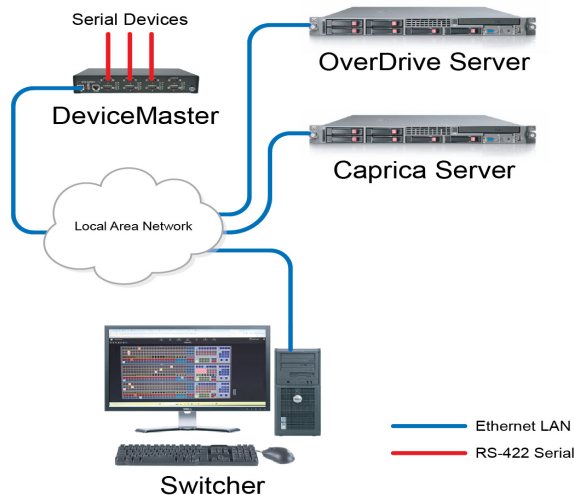 Serial Devices
OverDrive Server
DeviceMaster
Caprica Server
Local Area Network
Ethernet LAN
RS-422 Serial
Switcher